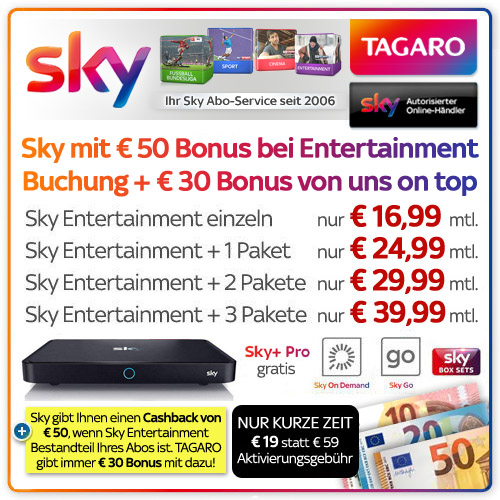 sky
FUSSBALL BUNDESLIGA
SPORT
CINEMA
ENTERTAINMENT
TAGARO
Ihr Sky Abo-Service seit 2006
sky
Autorisierter
Online-Händler
Sky mit € 50 Bonus bei Entertainment
Buchung + € 30 Bonus von uns on top
Sky Entertainment einzeln nur € 16,99 mtl.
Sky Entertainment + 1 Paket nur € 24,99 mtl.
Sky Entertainment + 2 Pakete nur € 29,99 mtl.
Sky Entertainment + 3 Pakete nur € 39,99 mtl.
sky
sky
Sky+ Pro
gratis
Sky On Demand
go
Sky Go
sky
BOX SETS
+
Sky gibt Ihnen einen Cashback von
€ 50, wenn Sky Entertainment
Bestandteil Ihres Abos ist. TAGARO
gibt immer € 30 Bonus mit dazu!
NUR KURZE ZEIT
€ 19 statt € 59
Aktivierungsgebühr
10
20
50